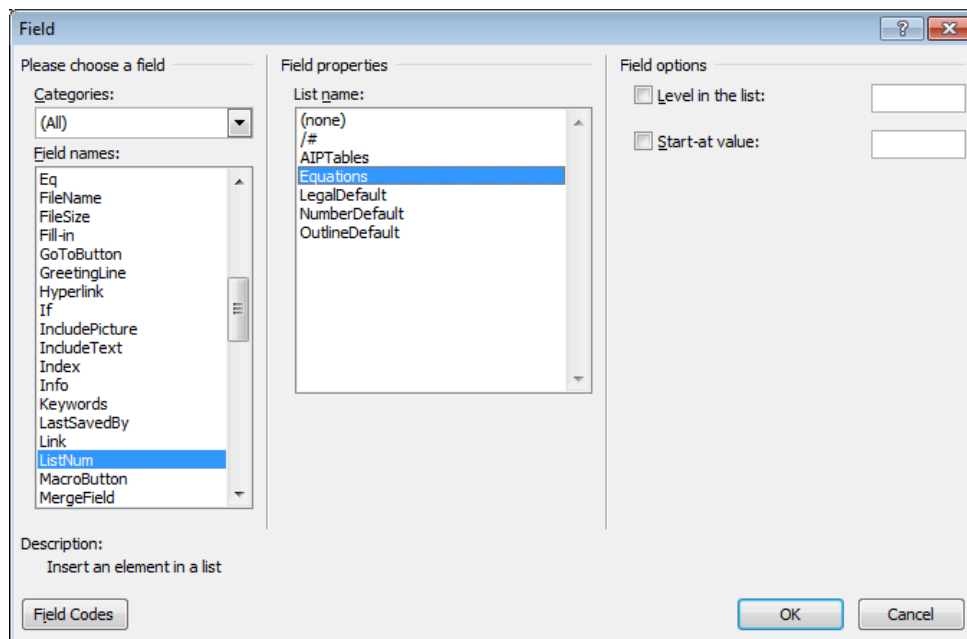 Field
Please choose a field
Categories:
(All)
Field names:
Eq
FileName
FileSize
Fill-in
GoToButton
GreetingLine
Hyperlink
If
IncludePicture
IncludeText
Index
Info
Keywords
LastSavedBy
Link
ListNum
MacroButton
MergeField
Field properties
List name:
(none)
/#
AIPTables
Equations
LegalDefault
NumberDefault
OutlineDefault
Field options
Level in the list:
Start-at value:
Description:
Insert an element in a list
Field Codes
OK
Cancel